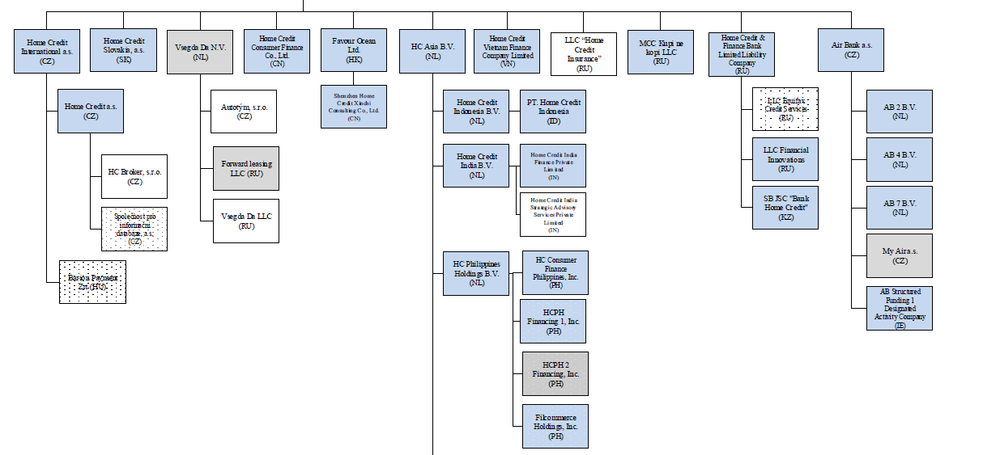 Home Credit
International a.s.
(CZ)
Home Credit
Slovakia, a.s.
(SK)
Vsegda Da N.V.
(NL)
Home Credit
Consumer Finance
Co., Ltd.
(CN)
Favour Ocean
Ltd.
(HK)
HC Asia B.V.
(NL)
Home Credit
Vietnam Finance
Company Limited
(VN)
LLC “Home
Credit
Insurance”
(RU)
MCC Kupi ne
kopi LLC
(RU)
Home Credit &
Finance Bank
Limited Liability
Company
(RU)
Air Bank a.s.
(CZ)
Home Credit a.s.
(CZ)
HC Broker, s.r.o.
(CZ)
Společnost pro
informační
databáze, a.s.
(CZ)
Barion Payment
Zrt. (HU)
Autotým, s.r.o.
(CZ)
Forward leasing
LLC (RU)
Vsegda Da LLC
(RU)
Shenzhen Home
Credit Xinchi
Consulting Co., Ltd.
(CN)
Home Credit
Indonesia B.V.
(NL)
PT. Home Credit
Indonesia
(ID)
Home Credit
India B.V.
(NL)
Home Credit India
Finance Private
Limited
(IN)
Home Credit India
Strategic Advisory
Services Private
Limited
(IN)
HC Philippines
Holdings B.V.
(NL)
HC Consumer
Finance
Philippines, Inc.
(PH)
HCPH
Financing 1, Inc.
(PH)
HCPH 2
Financing, Inc.
(PH)
Filcommerce
Holdings, Inc.
(PH)
LLC Equifax
Credit Services
(RU)
LLC Financial
Innovations
(RU)
SB JSC "Bank
Home Credit"
(KZ)
AB 2 B.V.
(NL)
AB 4 B.V.
(NL)
AB 7 B.V.
(NL)
My Air a.s.
(CZ)
AB Structured
Funding 1
Designated
Activity Company
(IE)